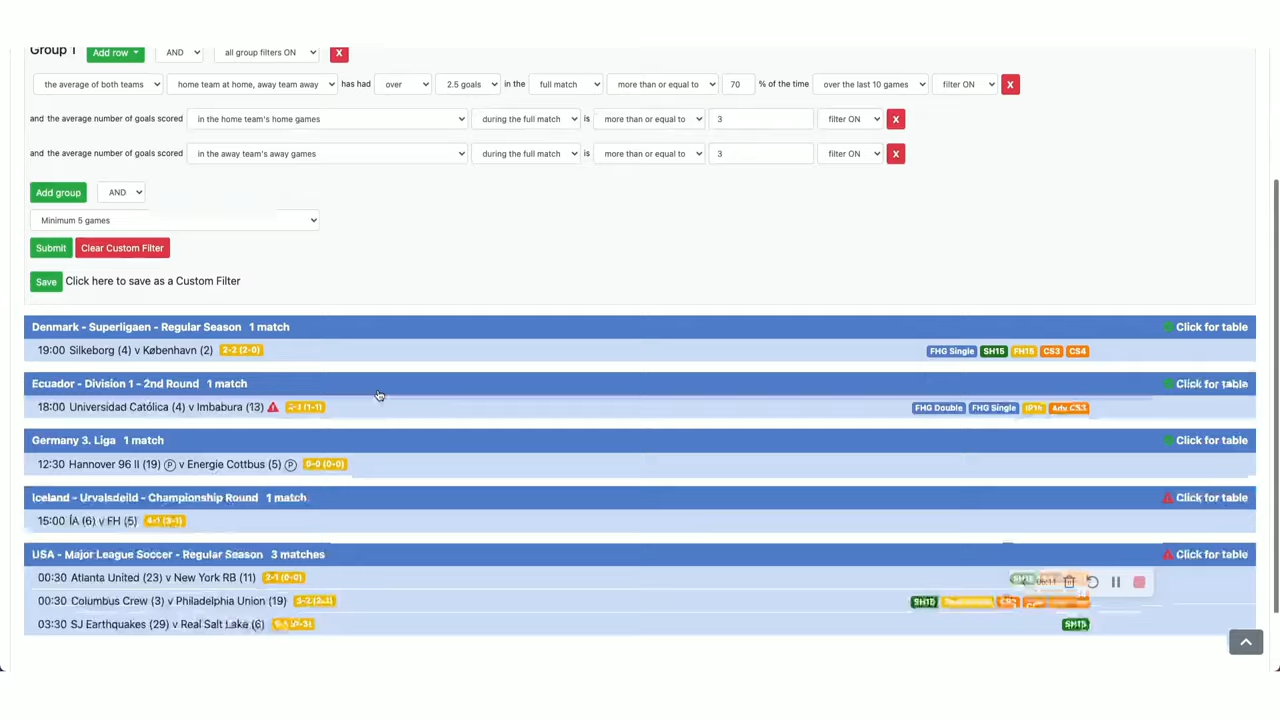 Group 1 Add row AND all group filters ON X
the average of both teams home team at home, away team away has had over 2.5 goals in the full match more than or equal to 70 % of the time over the last 10 games filter ON X
and the average number of goals scored in the home team's home games during the full match is more than or equal to 3 filter ON X
and the average number of goals scored in the away team's away games during the full match is more than or equal to 3 filter ON X
Add group AND
Minimum 5 games
Submit Clear Custom Filter
Save Click here to save as a Custom Filter
Denmark - Superligaen - Regular Season 1 match Click for table
19:00 Silkeborg (4) v København (2) 2-2 (2-0) FHG Single SH15 FH15 CS3 CS4
Ecuador - Division 1 - 2nd Round 1 match Click for table
18:00 Universidad Católica (4) v Imbabura (13) FHG Double FHG Single
Germany 3. Liga 1 match Click for table
12:30 Hannover 96 II (19) P v Energie Cottbus (5) P 0-0 (0-0)
Iceland - Urvalsdeild - Championship Round 1 match Click for table
15:00 ÍA (6) v FH (5) 4-1 (3-1)
USA - Major League Soccer - Regular Season 3 matches Click for table
00:30 Atlanta United (23) v New York RB (11) 2-1 (0-0)
00:30 Columbus Crew (3) v Philadelphia Union (19)
03:30 SJ Earthquakes (29) v Real Salt Lake (6) SH15